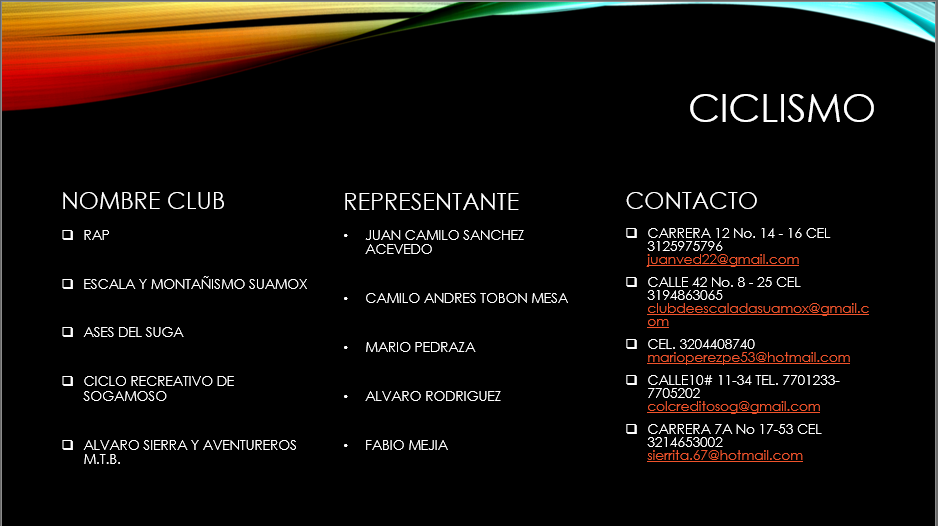 CICLISMO
NOMBRE CLUB
❑ RAP
❑ ESCALA Y MONTAÑISMO SUAMOX
❑ ASES DEL SUGA
❑ CICLO RECREATIVO DE
SOGAMOSO
❑ ALVARO SIERRA Y AVENTUREROS
M.T.B.
REPRESENTANTE
• JUAN CAMILO SANCHEZ
ACEVEDO
• CAMILO ANDRES TOBON MESA
• MARIO PEDRAZA
• ALVARO RODRIGUEZ
• FABIO MEJIA
CONTACTO
❑ CARRERA 12 No. 14 - 16 CEL
3125975796
juanved22@gmail.com
❑ CALLE 42 No. 8 - 25 CEL
3194863065
clubdeescaladasuamox@gmail.c
om
❑ CEL. 3204408740
marioperezpe53@hotmail.com
❑ CALLE10# 11-34 TEL. 7701233-
7705202
colcreditosog@gmail.com
❑ CARRERA 7A No 17-53 CEL
3214653002
sierrita.67@hotmail.com